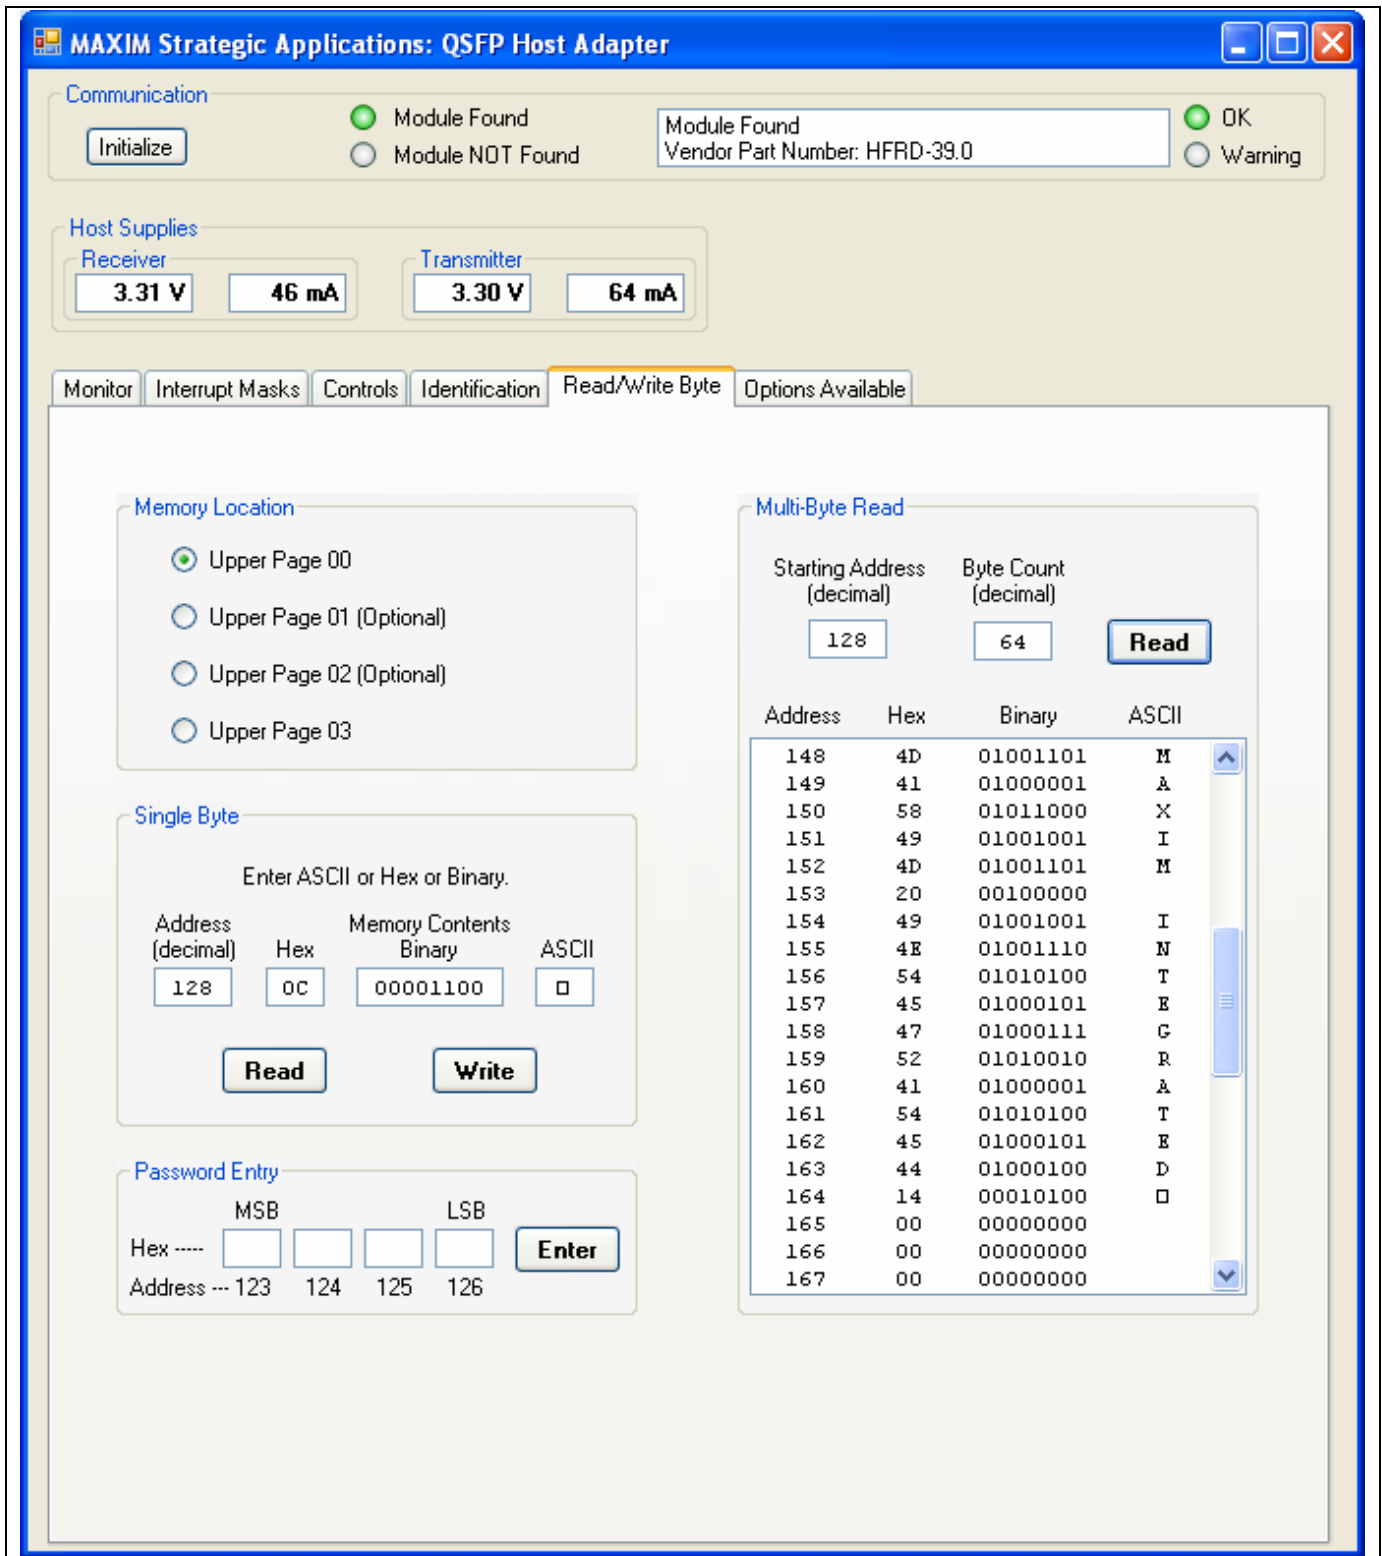 MAXIM Strategic Applications: QSFP Host Adapter
Communication
Initialize
Module Found
Module NOT Found
Module Found
Vendor Part Number: HFRD-39.0
OK
Warning
Host Supplies
Receiver
3.31 V 46 mA
Transmitter
3.30 V 64 mA
Monitor Interrupt Masks Controls Identification Read/Write Byte Options Available
Memory Location
Upper Page 00
Upper Page 01 (Optional)
Upper Page 02 (Optional)
Upper Page 03
Single Byte
Enter ASCII or Hex or Binary.
Address
(decimal)
Hex
Memory Contents
Binary
ASCII
128 0C 00001100 □
Read Write
Password Entry
MSB LSB
Hex -----
Enter
Address --- 123 124 125 126
Multi-Byte Read
Starting Address
(decimal)
Byte Count
(decimal)
128 64 Read
Address Hex Binary ASCII
148 4D 01001101 M
149 41 01000001 A
150 58 01011000 X
151 49 01001001 I
152 4D 01001101 M
153 20 00100000
154 49 01001001 I
155 4E 01001110 N
156 54 01010100 T
157 45 01000101 E
158 47 01000111 G
159 52 01010010 R
160 41 01000001 A
161 54 01010100 T
162 45 01000101 E
163 44 01000100 D
164 14 00010100 □
165 00 00000000
166 00 00000000
167 00 00000000